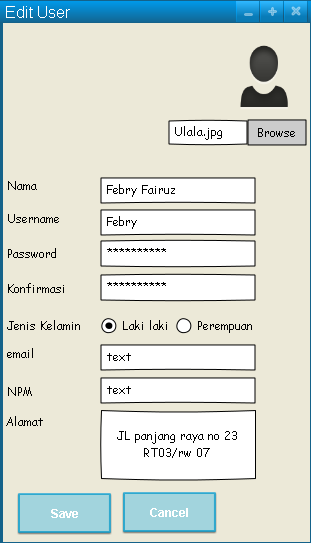 Edit User
Ulala.jpg Browse
Nama Febry Fairuz
Username Febry
Password **********
Konfirmasi **********
Jenis Kelamin Laki laki Perempuan
email text
NPM text
Alamat JL panjang raya no 23
RT03/rw 07
Save Cancel